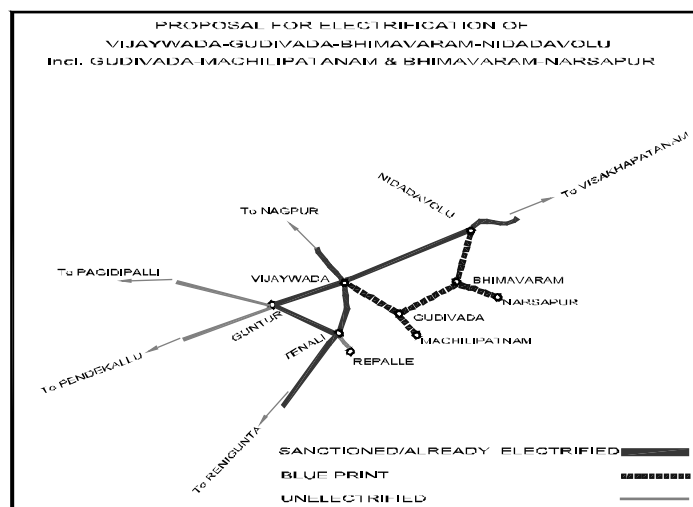 PROPOSAL FOR ELECTRIFICATION OF
VIJAYWADA-GUDIVADA-BHIMAVARAM-NIDADAVOLU
Incl. GUDIVADA-MACHILIPATANAM & BHIMAVARAM-NARSAPUR
To VISAKHAPATANAM
NIDADAVOLU
To NAGPUR
To PAGIDIPALLI
VIJAYWADA
BHIMAVARAM
NARSAPUR
GUNTUR
GUDIVADA
TENALI
MACHILIPATNAM
REPALLE
To PENDEKALLU
To RENIGUNTA
SANCTIONED/ALREADY ELECTRIFIED
BLUE PRINT
UNELECTRIFIED